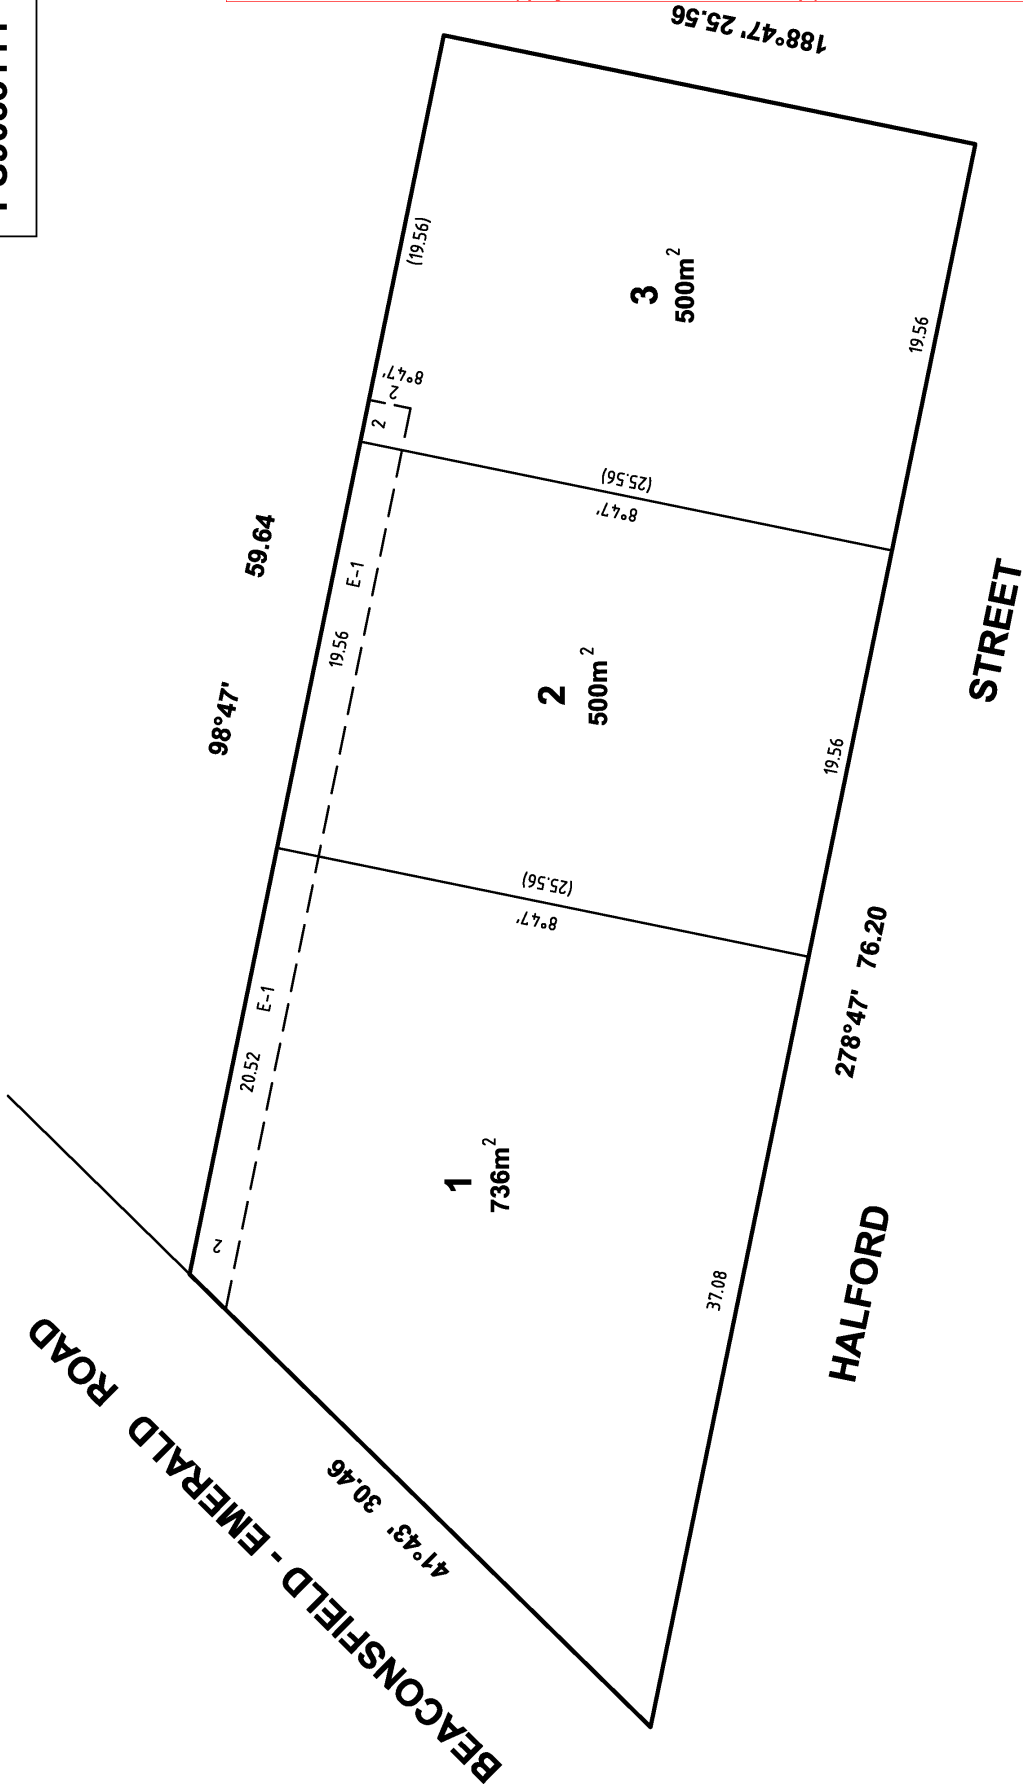 188°47' 25.56
(19.56)
3
500m²
19.56
8°47'
2
2
(25.56)
8°47'
59.64
98°47'
E-1
19.56
2
500m²
19.56
STREET
(25.56)
8°47'
278°47' 76.20
E-1
20.52
2
1
736m²
37.08
HALFORD
BEACONSFIELD - EMERALD ROAD
41°43' 30.46